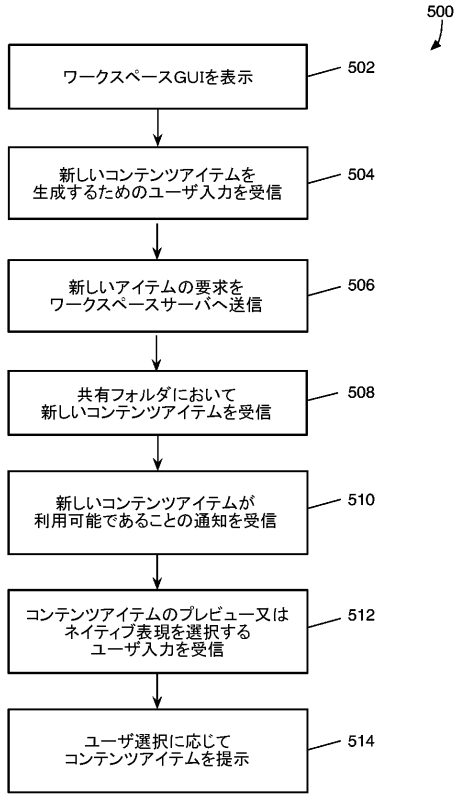 500
ワークスペースGUIを表示
502
新しいコンテンツアイテムを
生成するためのユーザ入力を受信
504
新しいアイテムの要求を
ワークスペースサーバへ送信
506
共有フォルダにおいて
新しいコンテンツアイテムを受信
508
新しいコンテンツアイテムが
利用可能であることの通知を受信
510
コンテンツアイテムのプレビュー又は
ネイティブ表現を選択する
ユーザ入力を受信
512
ユーザ選択に応じて
コンテンツアイテムを提示
514